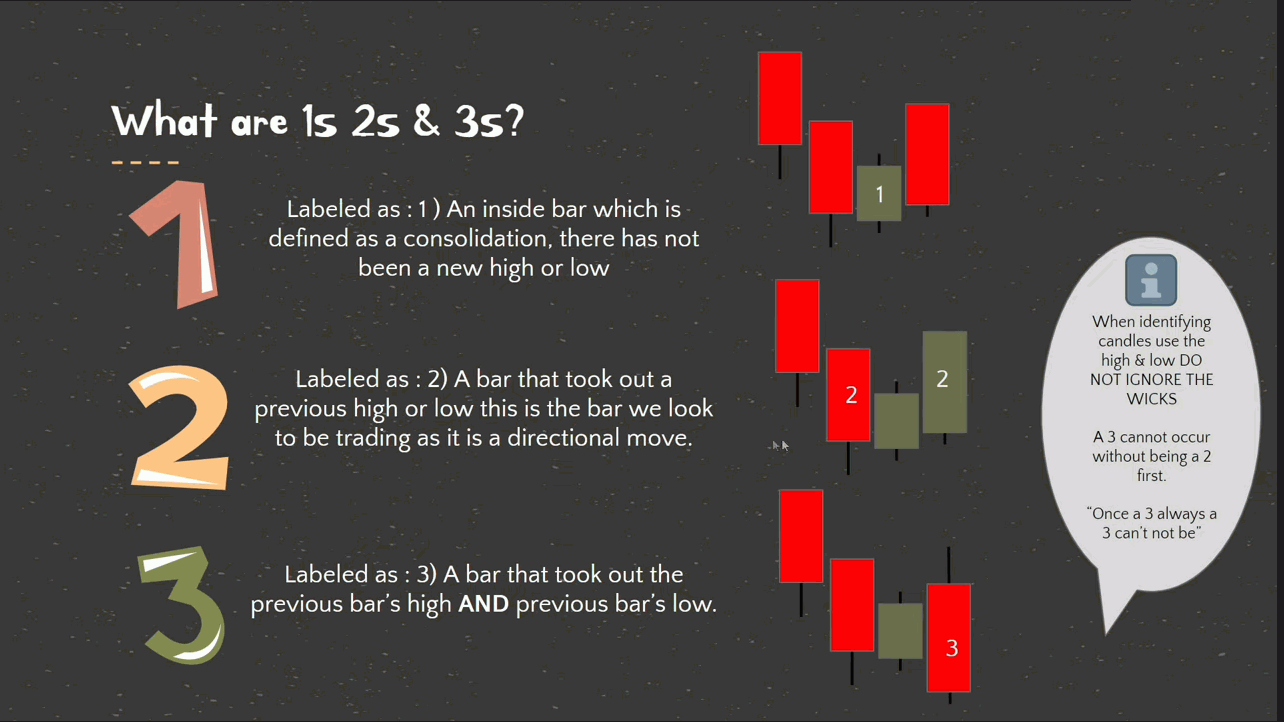 What are 1s 2s & 3s?
1
Labeled as : 1 ) An inside bar which is
defined as a consolidation, there has not
been a new high or low
1
2
Labeled as : 2) A bar that took out a
previous high or low this is the bar we look
to be trading as it is a directional move.
2
2
3
Labeled as : 3) A bar that took out the
previous bar’s high AND previous bar’s low.
3
i
When identifying
candles use the
high & low DO
NOT IGNORE THE
WICKS
A 3 cannot occur
without being a 2
first.
“Once a 3 always a
3 can’t not be”